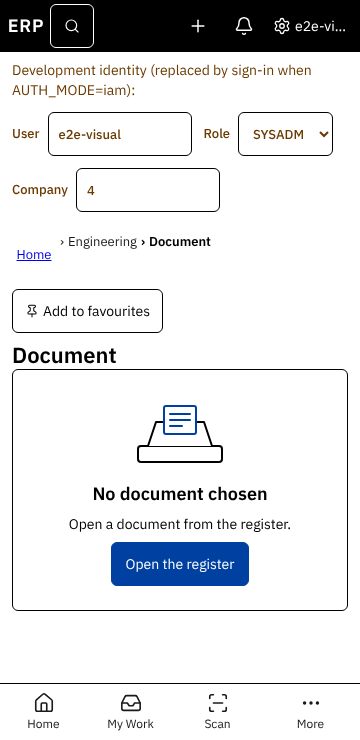 ERP e2e-vi...
Development identity (replaced by sign-in when
AUTH_MODE=iam):
User e2e-visual Role SYSADM
Company 4
Home › Engineering › Document
Add to favourites
Document
No document chosen
Open a document from the register.
Open the register
Home My Work Scan More